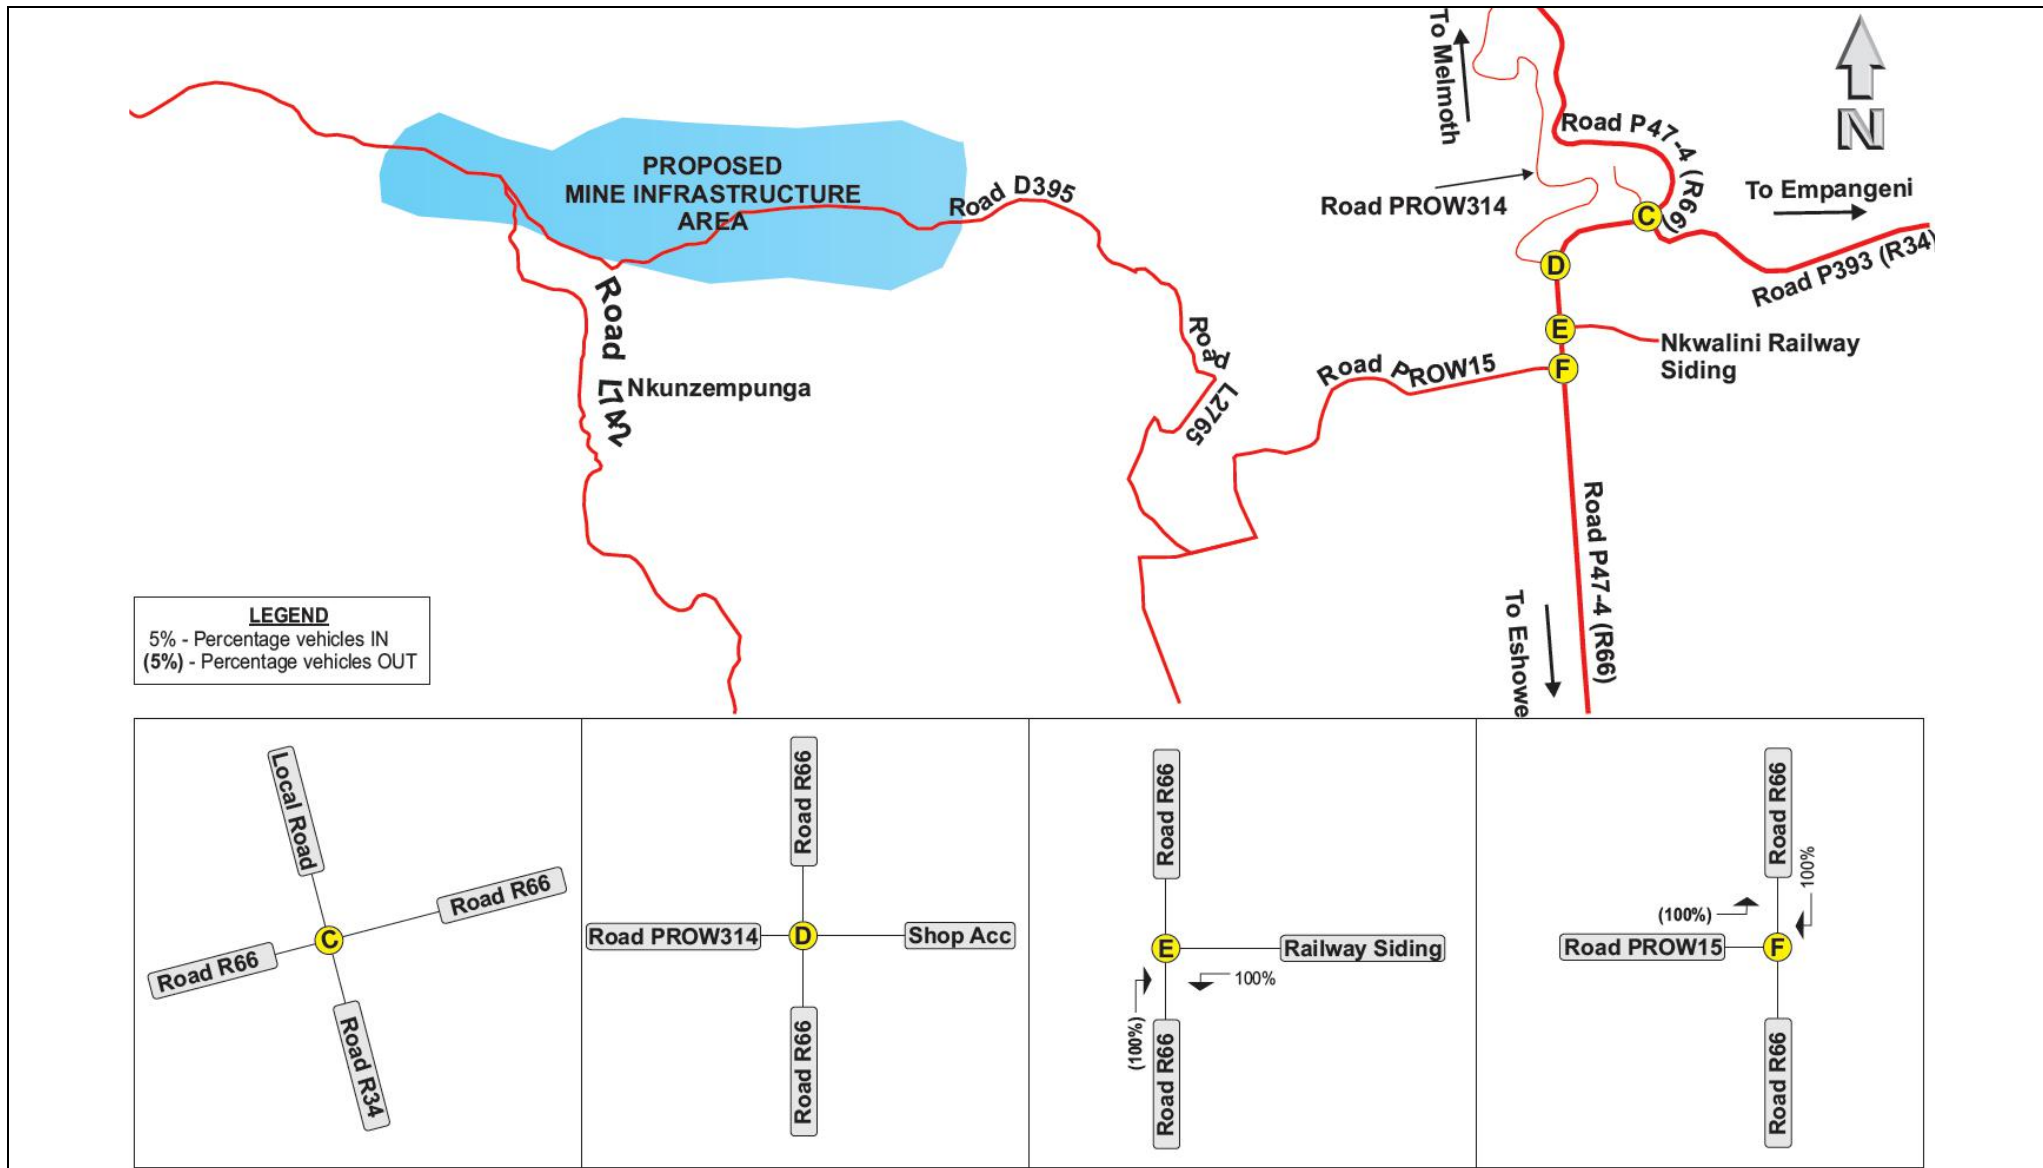 To Melmoth
Road P47-4 (R66)
N
PROPOSED
MINE INFRASTRUCTURE
AREA
Road D395
Road PROW314
To Empangeni
C
Road P393 (R34)
D
E
Nkwalini Railway
Siding
F
Road PROW15
Road L2765
Road L742
Nkunzempunga
Road P47-4 (R66)
To Eshowe
LEGEND
5% - Percentage vehicles IN
(5%) - Percentage vehicles OUT
Local Road
Road R66
C
Road R66
Road R34
Road R66
Road PROW314
D
Shop Acc
Road R66
Road R66
E
Railway Siding
100%
(100%)
Road R66
Road R66
100%
(100%)
Road PROW15
F
Road R66